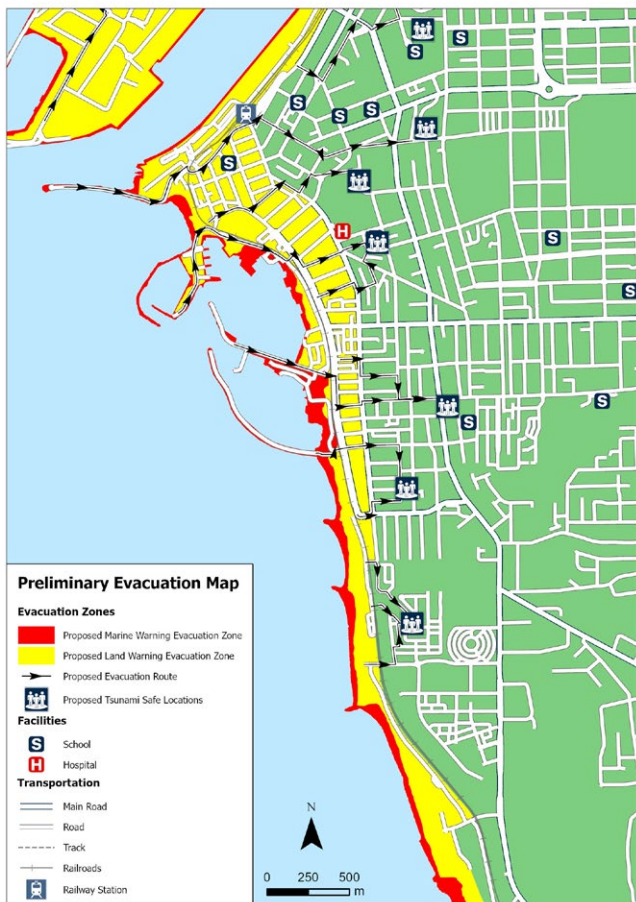 S
S
S
S
S
S
H
S
S
S
S
Preliminary Evacuation Map
Evacuation Zones
Proposed Marine Warning Evacuation Zone
Proposed Land Warning Evacuation Zone
Proposed Evacuation Route
Proposed Tsunami Safe Locations
Facilities
S School
H Hospital
Transportation
Main Road
Road
Track
Railroads
Railway Station
N
0 250 500
m